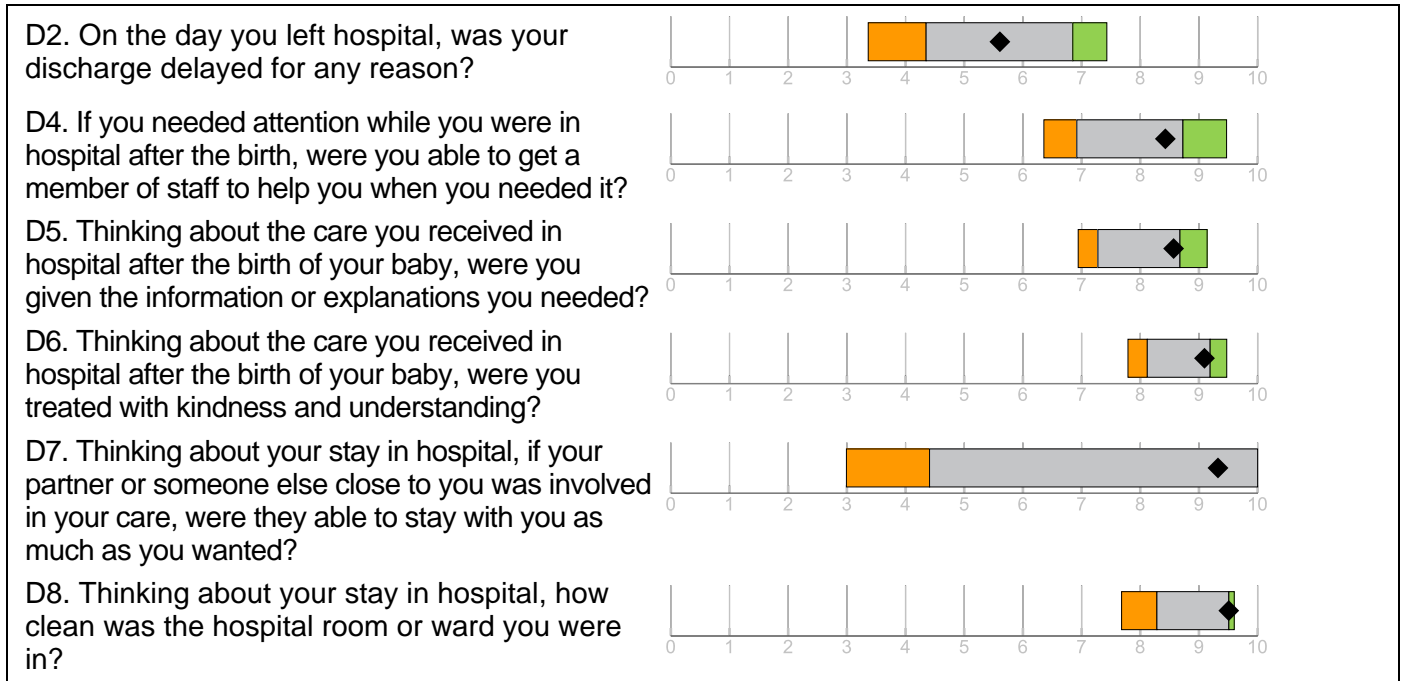 D2. On the day you left hospital, was your
discharge delayed for any reason?
0 1 2 3 4 5 6 7 8 9 10
D4. If you needed attention while you were in
hospital after the birth, were you able to get a
member of staff to help you when you needed it?
0 1 2 3 4 5 6 7 8 9 10
D5. Thinking about the care you received in
hospital after the birth of your baby, were you
given the information or explanations you needed?
0 1 2 3 4 5 6 7 8 9 10
D6. Thinking about the care you received in
hospital after the birth of your baby, were you
treated with kindness and understanding?
0 1 2 3 4 5 6 7 8 9 10
D7. Thinking about your stay in hospital, if your
partner or someone else close to you was involved
in your care, were they able to stay with you as
much as you wanted?
0 1 2 3 4 5 6 7 8 9 10
D8. Thinking about your stay in hospital, how
clean was the hospital room or ward you were
in?
0 1 2 3 4 5 6 7 8 9 10